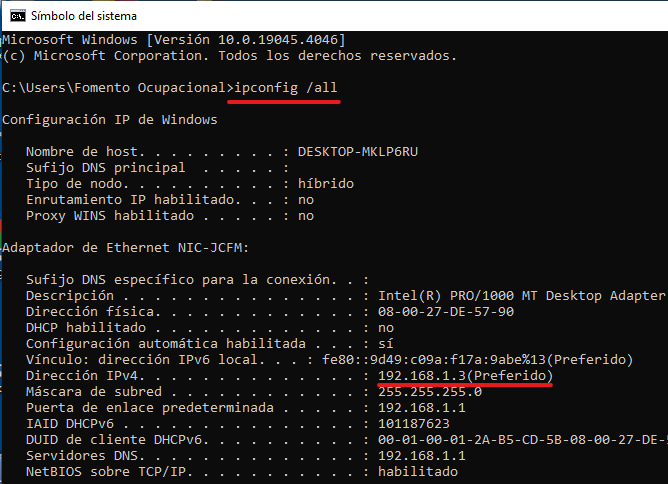 Símbolo del sistema
Microsoft Windows [Versión 10.0.19045.4046]
(c) Microsoft Corporation. Todos los derechos reservados.
C:\Users\Fomento Ocupacional>ipconfig /all
Configuración IP de Windows
Nombre de host. . . . . . . . . : DESKTOP-MKLP6RU
Sufijo DNS principal  . . . . . :
Tipo de nodo. . . . . . . . . . : híbrido
Enrutamiento IP habilitado. . . : no
Proxy WINS habilitado . . . . . : no
Adaptador de Ethernet NIC-JCFM:
Sufijo DNS específico para la conexión. . :
Descripción . . . . . . . . . . . . . . . : Intel(R) PRO/1000 MT Desktop Adapter
Dirección física. . . . . . . . . . . . . : 08-00-27-DE-57-90
DHCP habilitado . . . . . . . . . . . . . : no
Configuración automática habilitada . . . : sí
Vínculo: dirección IPv6 local. . . : fe80::9d49:c09a:f17a:9abe%13(Preferido)
Dirección IPv4. . . . . . . . . . . . . . : 192.168.1.3(Preferido)
Máscara de subred . . . . . . . . . . . . : 255.255.255.0
Puerta de enlace predeterminada . . . . . : 192.168.1.1
IAID DHCPv6 . . . . . . . . . . . . . . . : 101187623
DUID de cliente DHCPv6. . . . . . . . . . : 00-01-00-01-2A-B5-CD-5B-08-00-27-DE-
Servidores DNS. . . . . . . . . . . . . . : 192.168.1.1
NetBIOS sobre TCP/IP. . . . . . . . . . . : habilitado